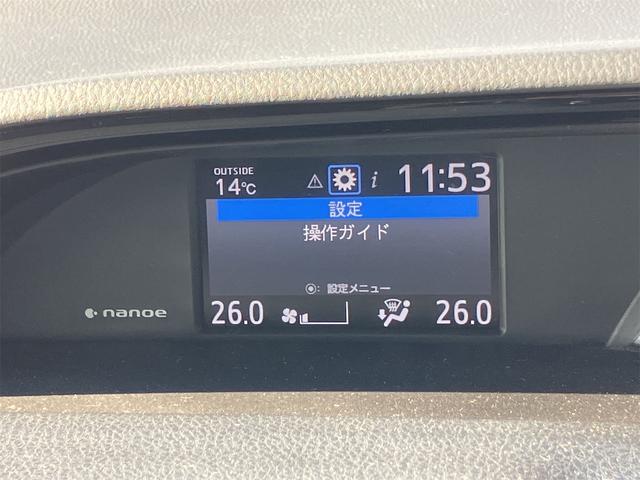 OUTSIDE
14℃
i 11:53
設定
操作ガイド
: 設定メニュー
nanoe
26.0 26.0